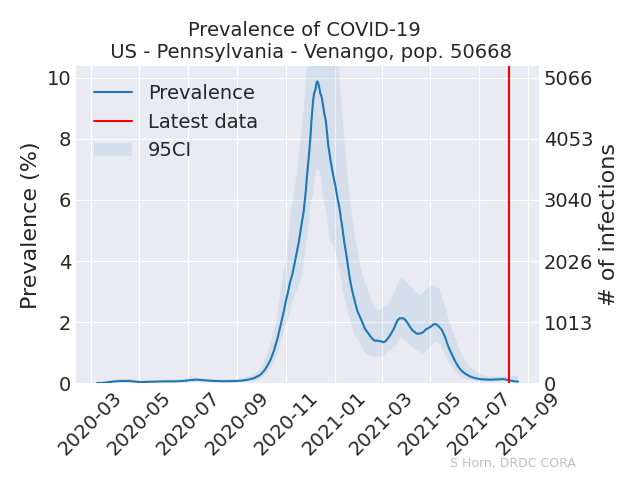 Prevalence of COVID-19
US - Pennsylvania - Venango, pop. 50668
Prevalence
Latest data
95CI
Prevalence (%)
10
8
6
4
2
0
5066
4053
3040
2026
1013
0
# of infections
2020-03
2020-05
2020-07
2020-09
2020-11
2021-01
2021-03
2021-05
2021-07
2021-09
S Horn, DRDC CORA